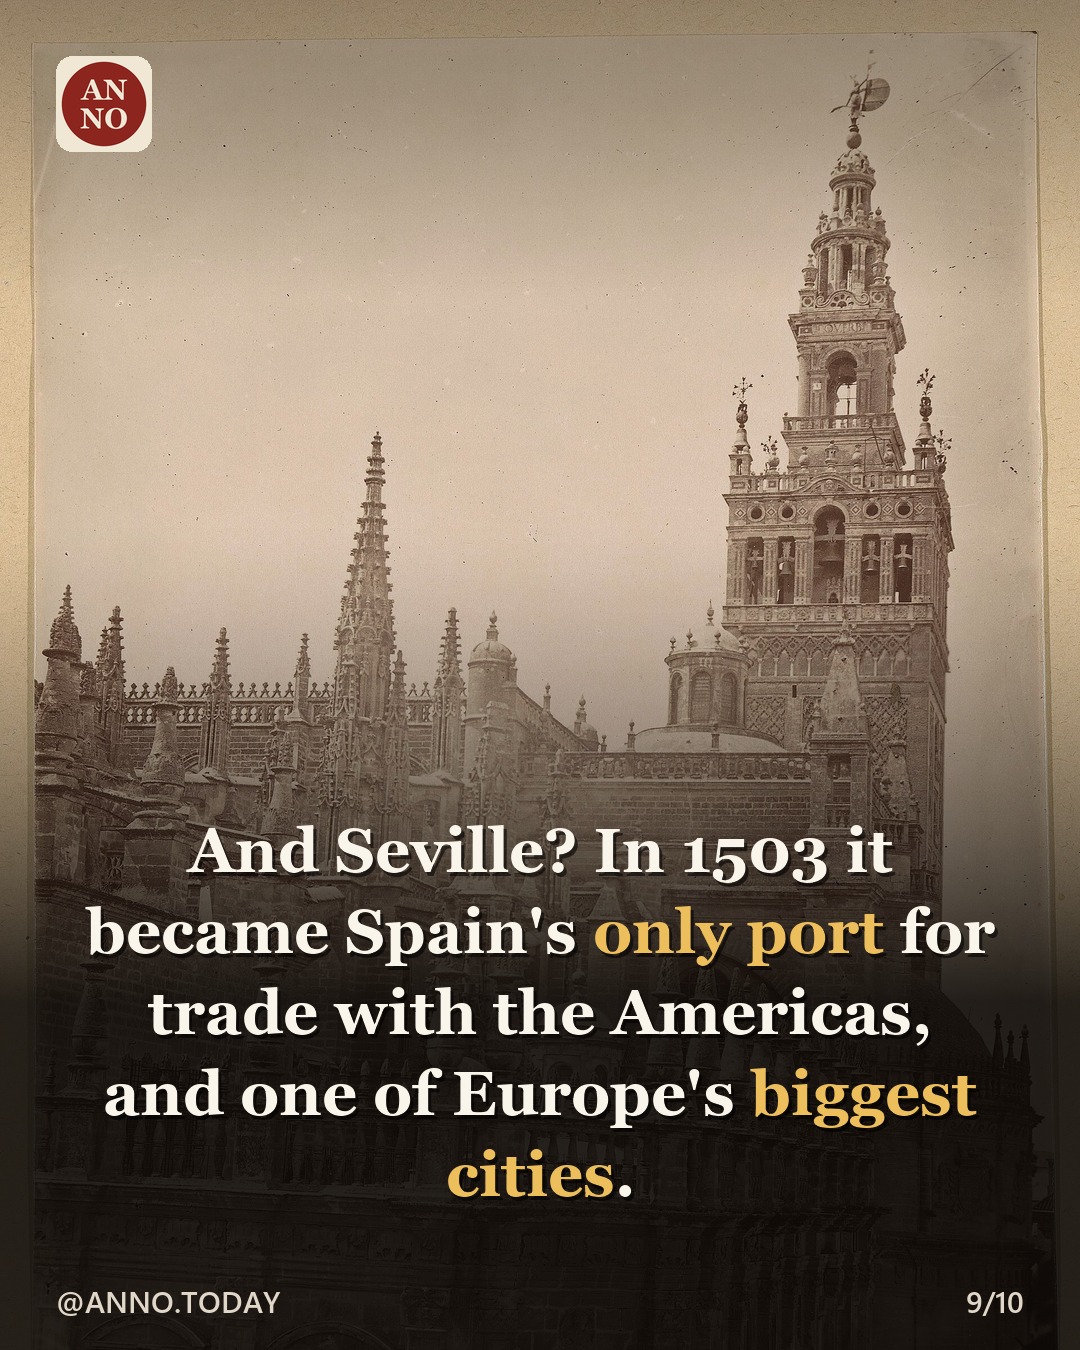 AN
NO
And Seville? In 1503 it
became Spain's only port for
trade with the Americas,
and one of Europe's biggest
cities.
@ANNO.TODAY
9/10